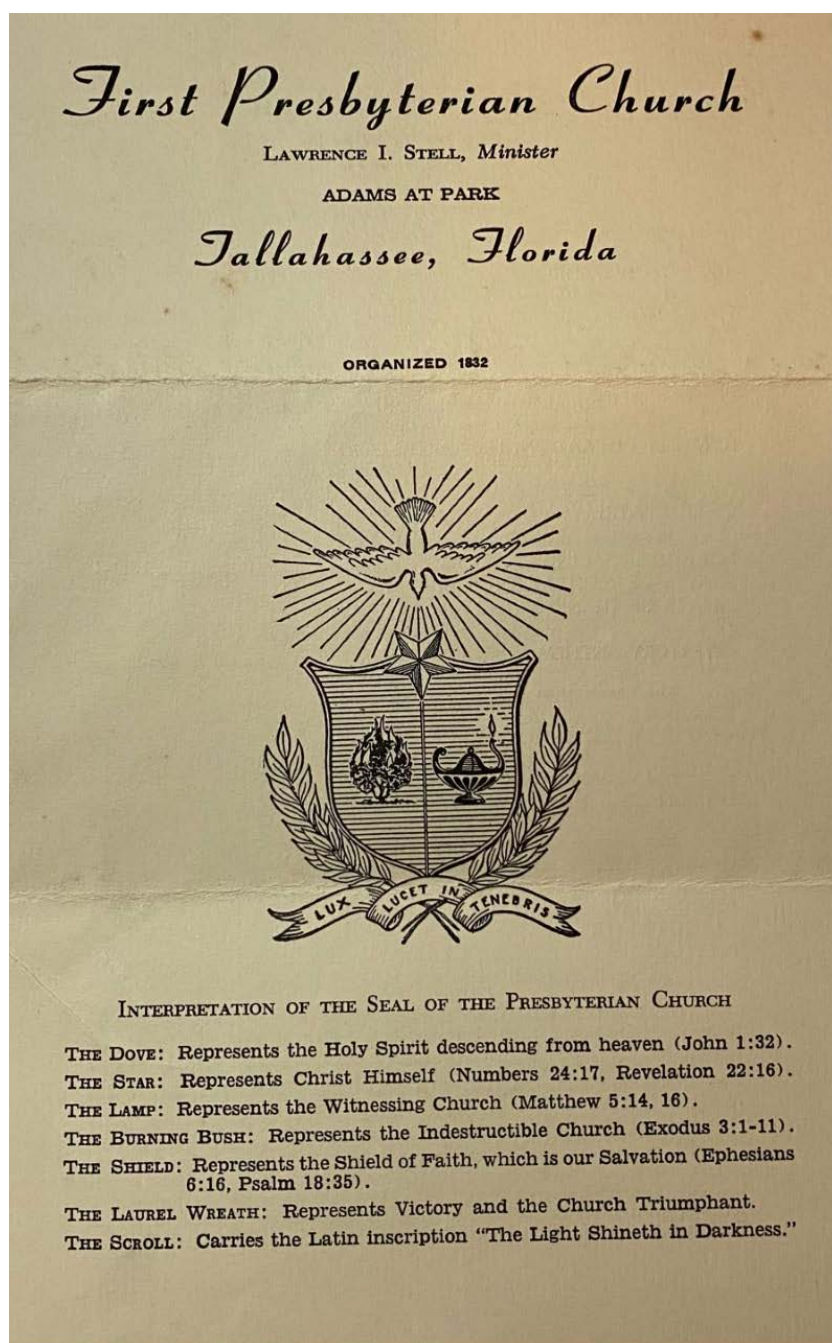 First Presbyterian Church
LAWRENCE I. STELL, Minister
ADAMS AT PARK
Tallahassee, Florida
ORGANIZED 1832
LUX LUCET IN TENEBRIS
INTERPRETATION OF THE SEAL OF THE PRESBYTERIAN CHURCH
THE DOVE: Represents the Holy Spirit descending from heaven (John 1:32).
THE STAR: Represents Christ Himself (Numbers 24:17, Revelation 22:16).
THE LAMP: Represents the Witnessing Church (Matthew 5:14, 16).
THE BURNING BUSH: Represents the Indestructible Church (Exodus 3:1-11).
THE SHIELD: Represents the Shield of Faith, which is our Salvation (Ephesians
6:16, Psalm 18:35).
THE LAUREL WREATH: Represents Victory and the Church Triumphant.
THE SCROLL: Carries the Latin inscription "The Light Shineth in Darkness."